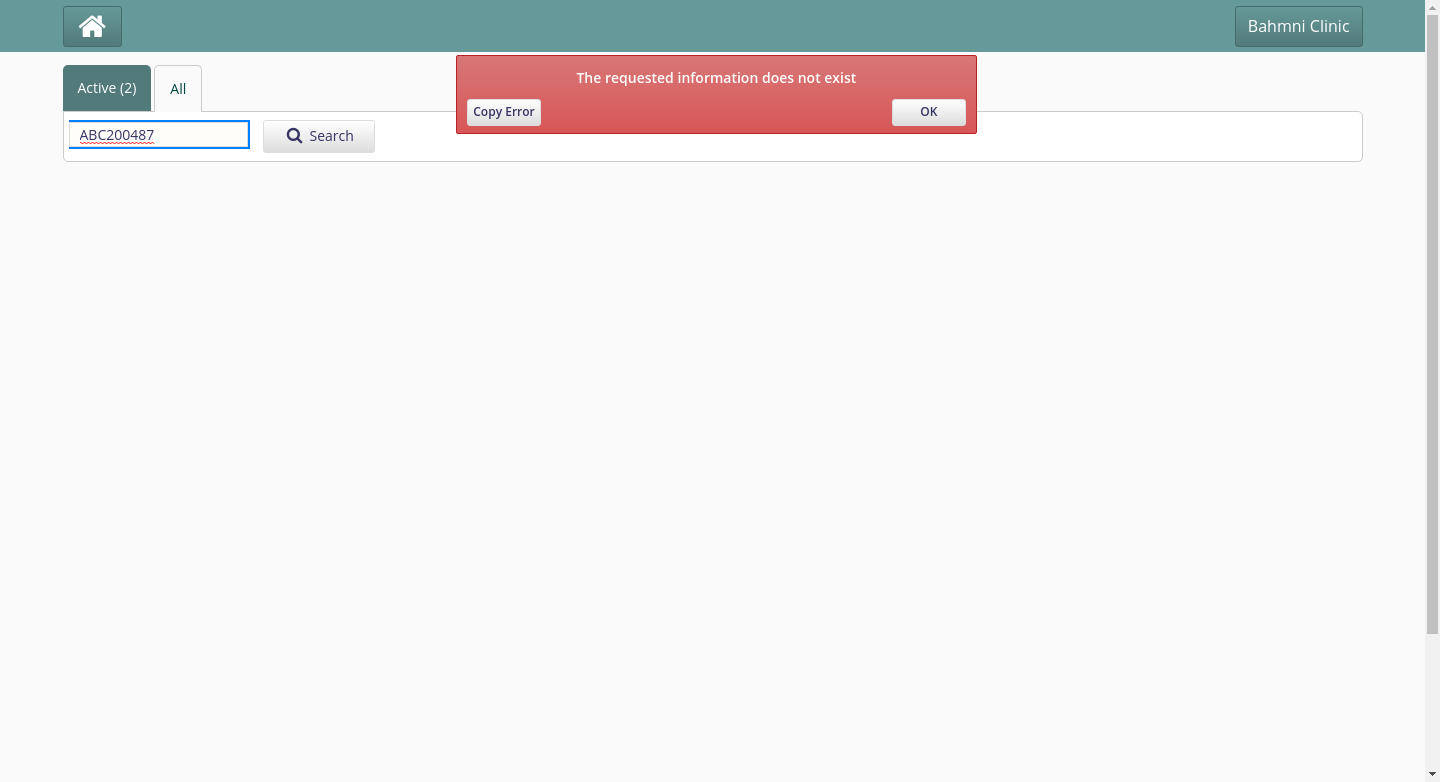 Bahmni Clinic
The requested information does not exist
Copy Error
OK
Active (2)
All
ABC200487
Search